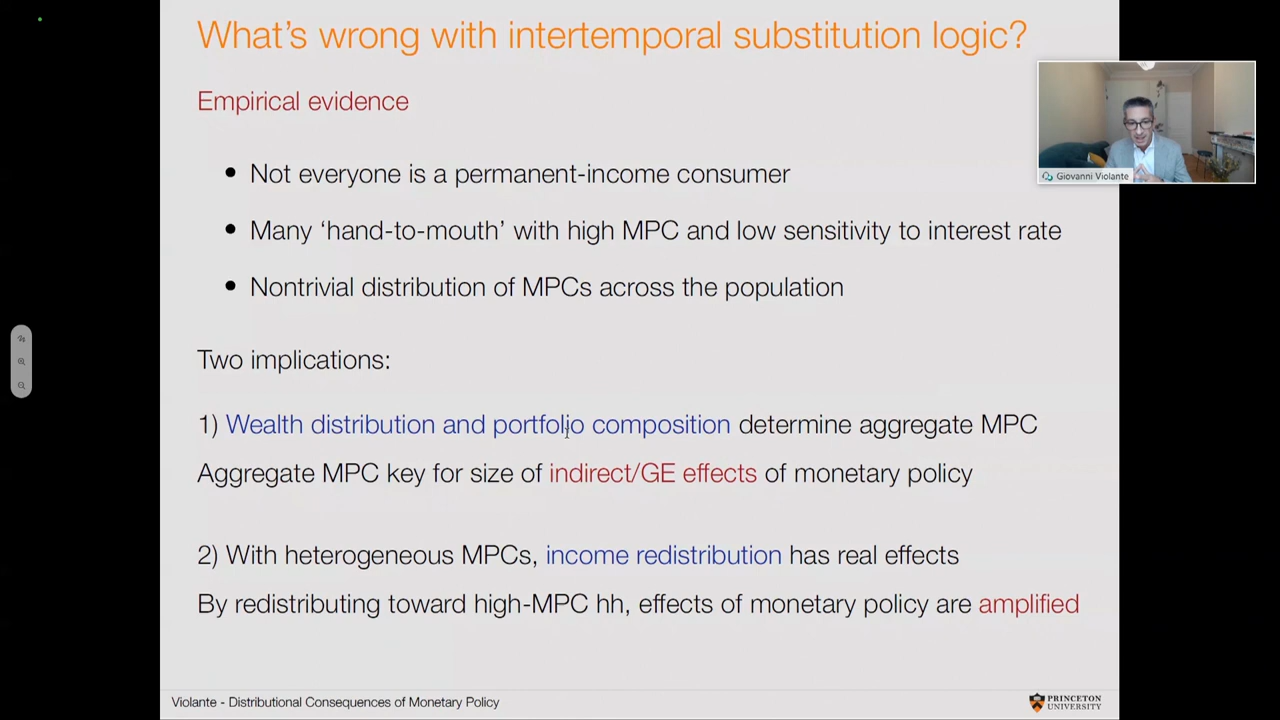 What's wrong with intertemporal substitution logic?
Empirical evidence
• Not everyone is a permanent-income consumer
• Many ‘hand-to-mouth’ with high MPC and low sensitivity to interest rate
• Nontrivial distribution of MPCs across the population
Two implications:
1) Wealth distribution and portfolio composition determine aggregate MPC
Aggregate MPC key for size of indirect/GE effects of monetary policy
2) With heterogeneous MPCs, income redistribution has real effects
By redistributing toward high-MPC hh, effects of monetary policy are amplified
Violante - Distributional Consequences of Monetary Policy
PRINCETON
UNIVERSITY
Giovanni Violante